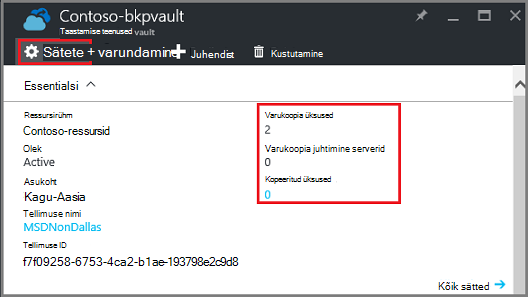 Contoso-bkpvault
Taastamise teenused vault
Sätete + varundamine Juhendist Kustutamine
Essentialsi
Ressursirühm
Contoso-ressursid
Olek
Active
Asukoht
Kagu-Aasia
Tellimuse nimi
MSDNonDallas
Tellimuse ID
f7f09258-6753-4ca2-b1ae-193798e2c9d8
Varukoopia üksused
2
Varukoopia juhtimine serverid
0
Kopeeritud üksused
0
Kõik sätted